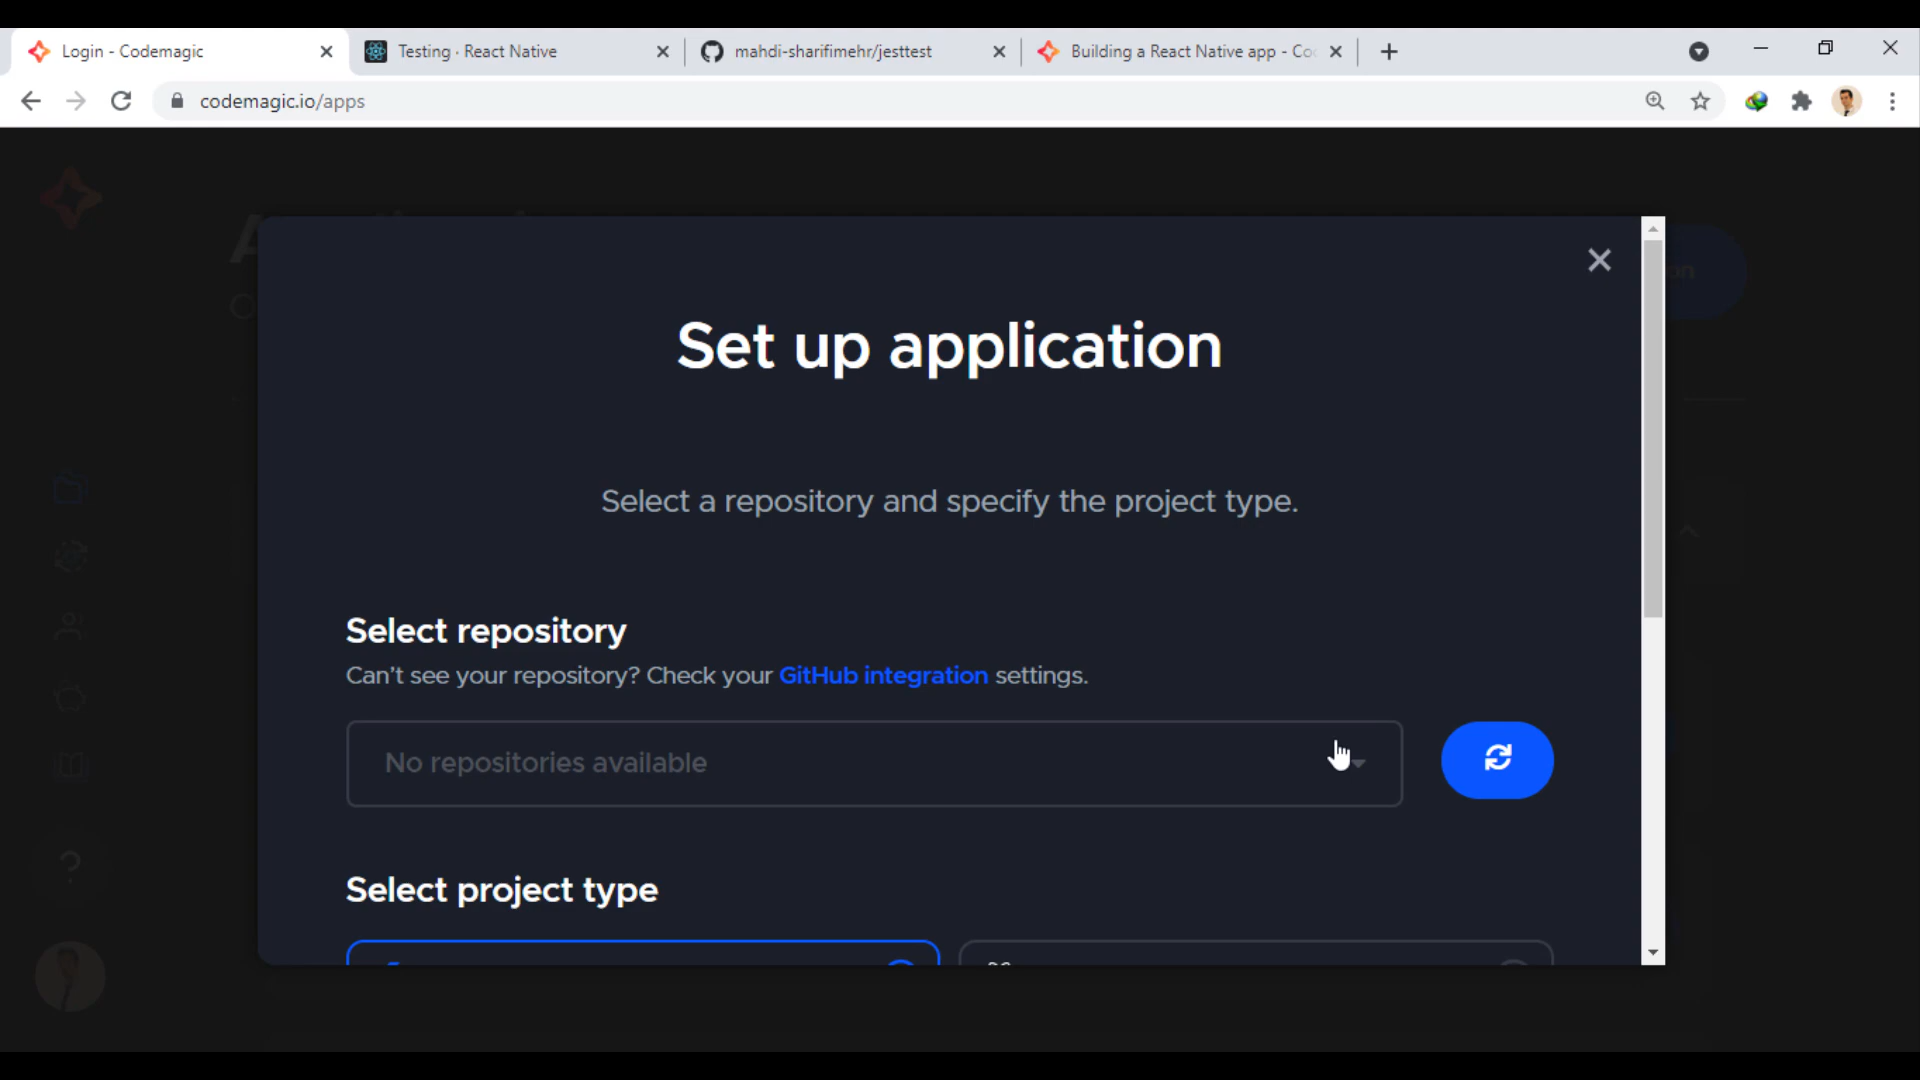 Login - Codemagic
Testing · React Native
mahdi-sharifimehr/jesttest
Building a React Native app - Co
codemagic.io/apps
Set up application
Select a repository and specify the project type.
Select repository
Can't see your repository? Check your GitHub integration settings.
No repositories available
Select project type